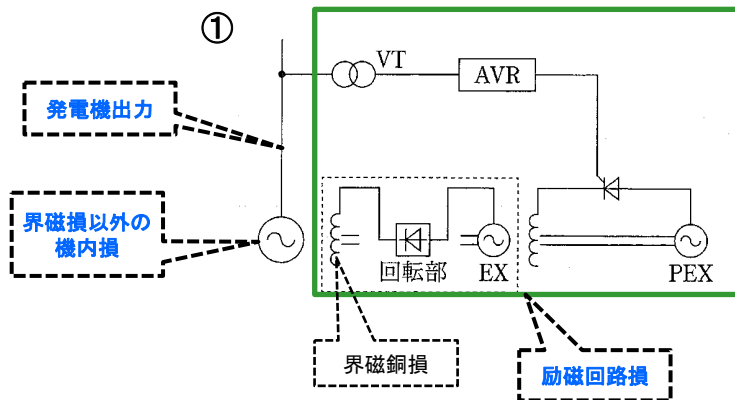 ①
VT
AVR
発電機出力
界磁損以外の
機内損
回転部
EX
PEX
界磁銅損
励磁回路損